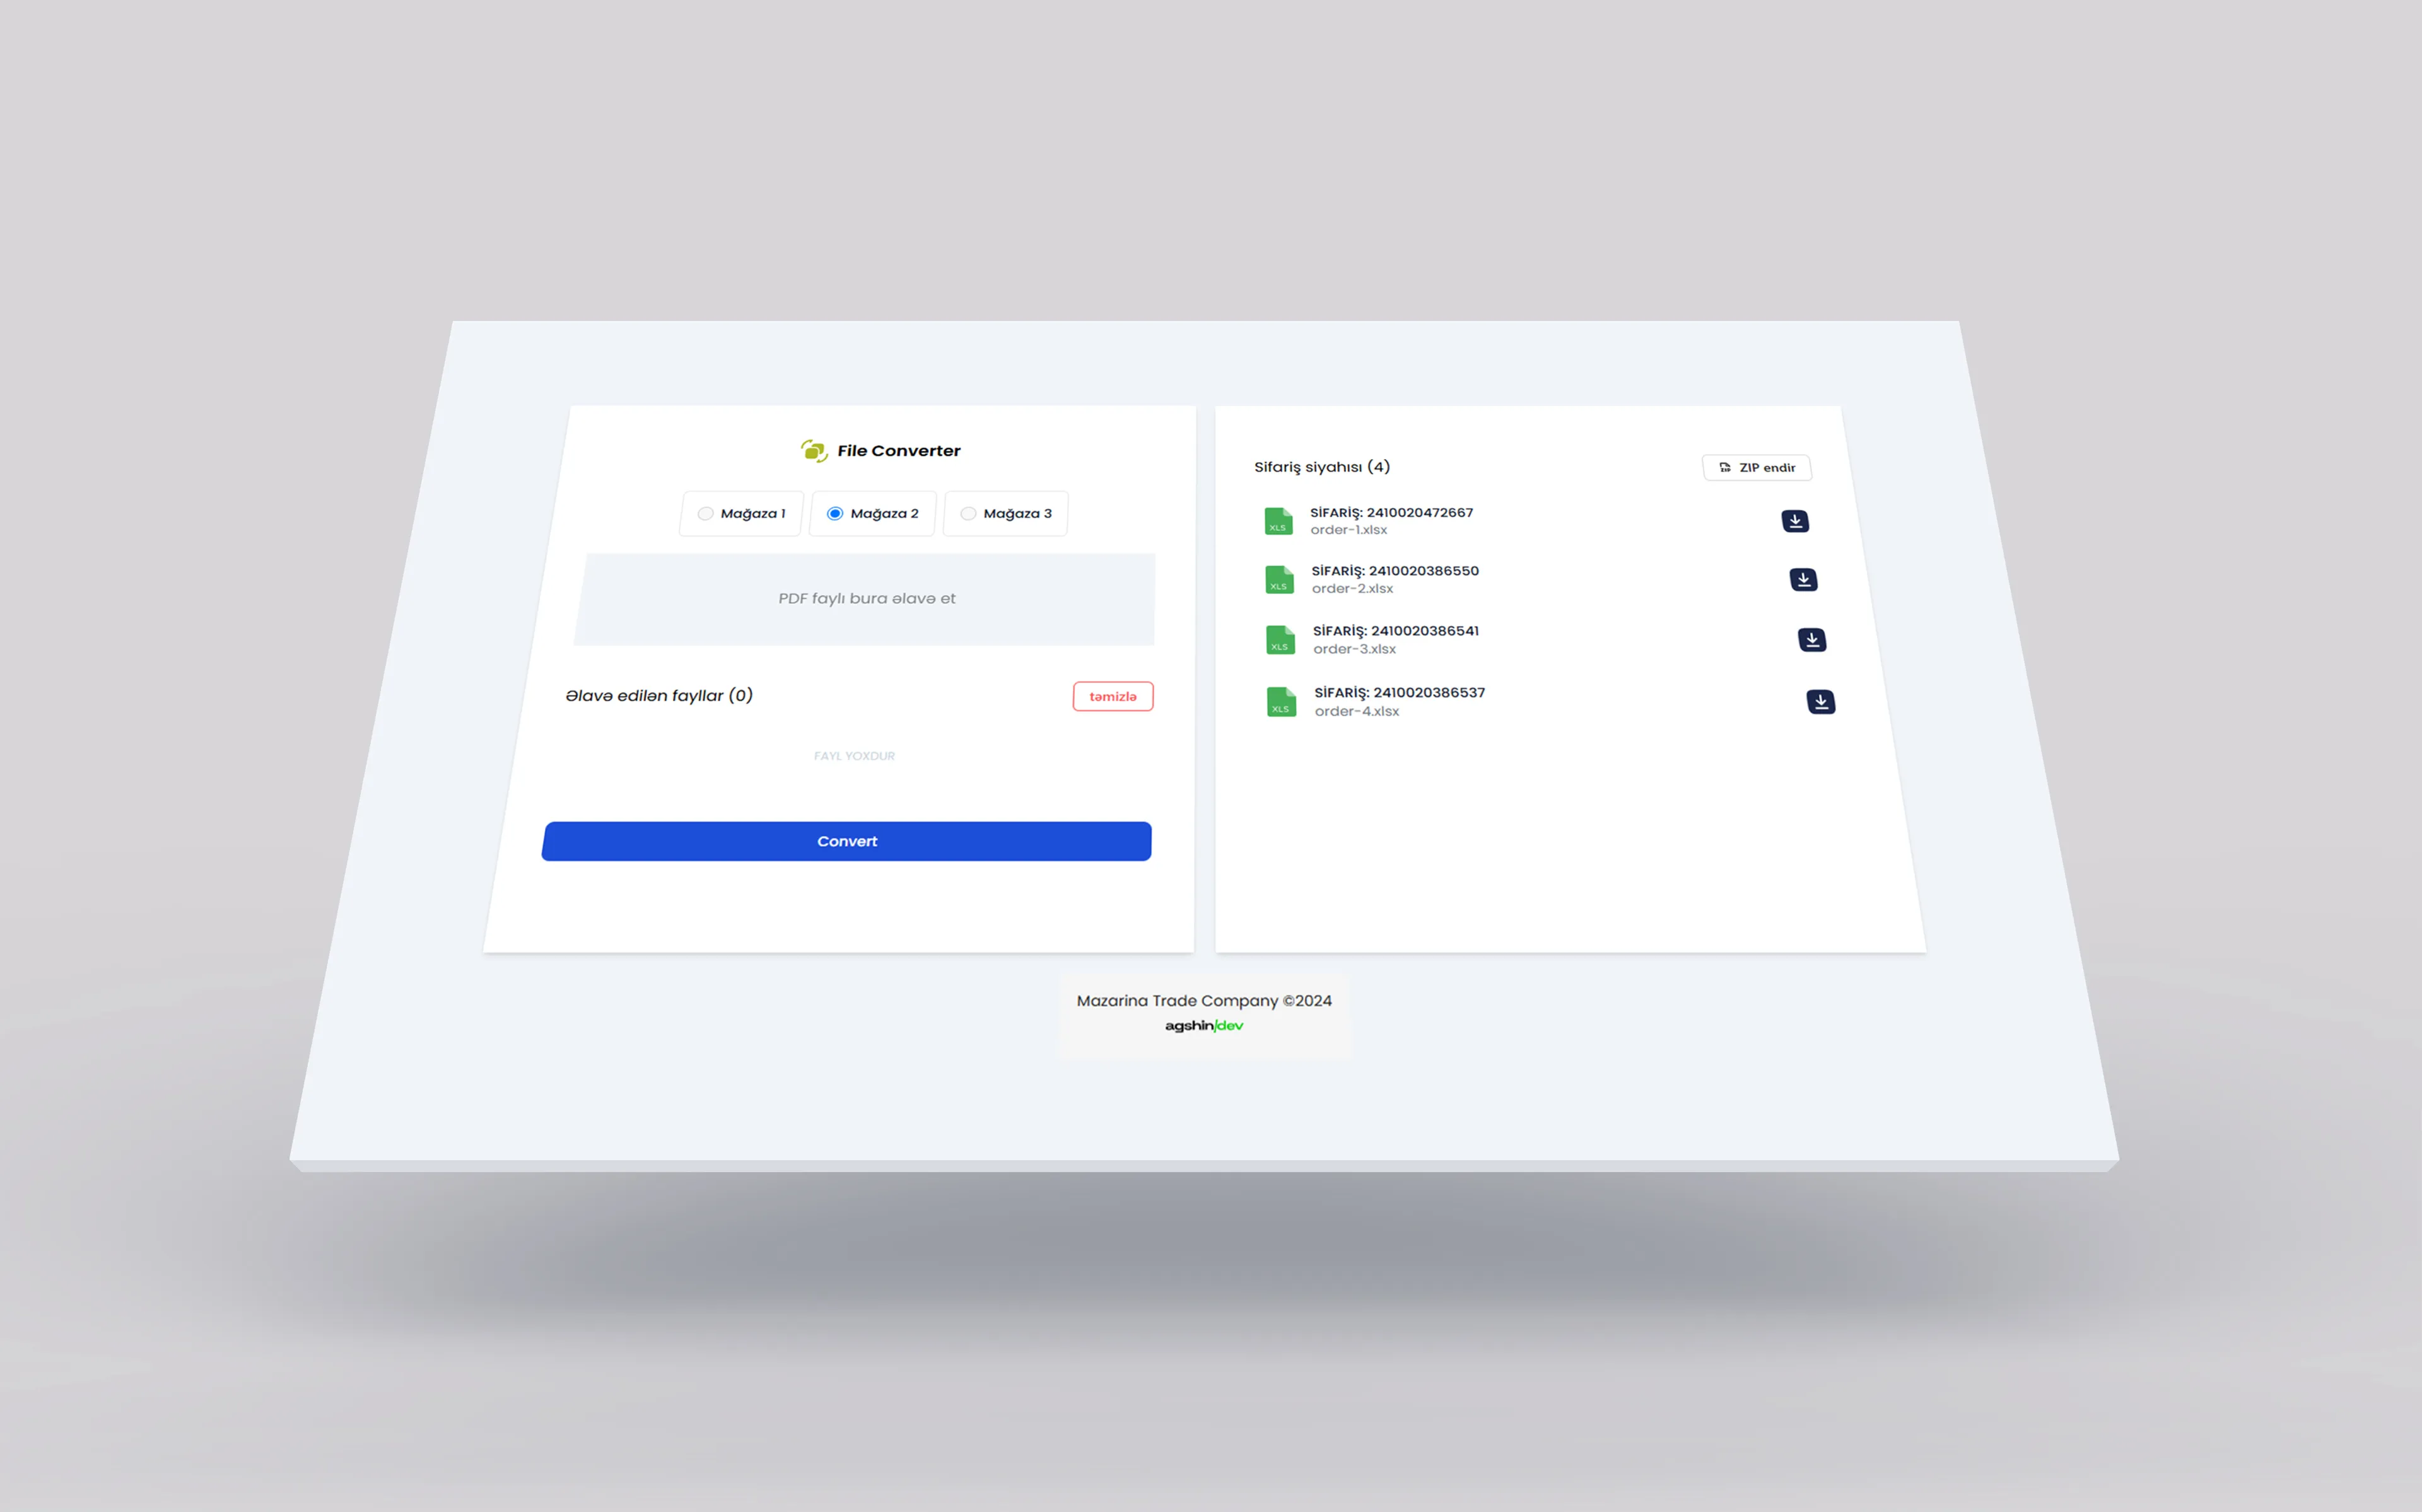 File Converter
Mağaza 1
Mağaza 2
Mağaza 3
PDF faylı bura əlavə et
Əlavə edilən fayllar (0)
təmizlə
FAYL YOXDUR
Convert
Sifariş siyahısı (4)
ZIP endir
XLS
SİFARİŞ: 2410020472667
order-1.xlsx
XLS
SİFARİŞ: 2410020386550
order-2.xlsx
XLS
SİFARİŞ: 2410020386541
order-3.xlsx
XLS
SİFARİŞ: 2410020386537
order-4.xlsx
Mazarina Trade Company ©2024
agshin/dev